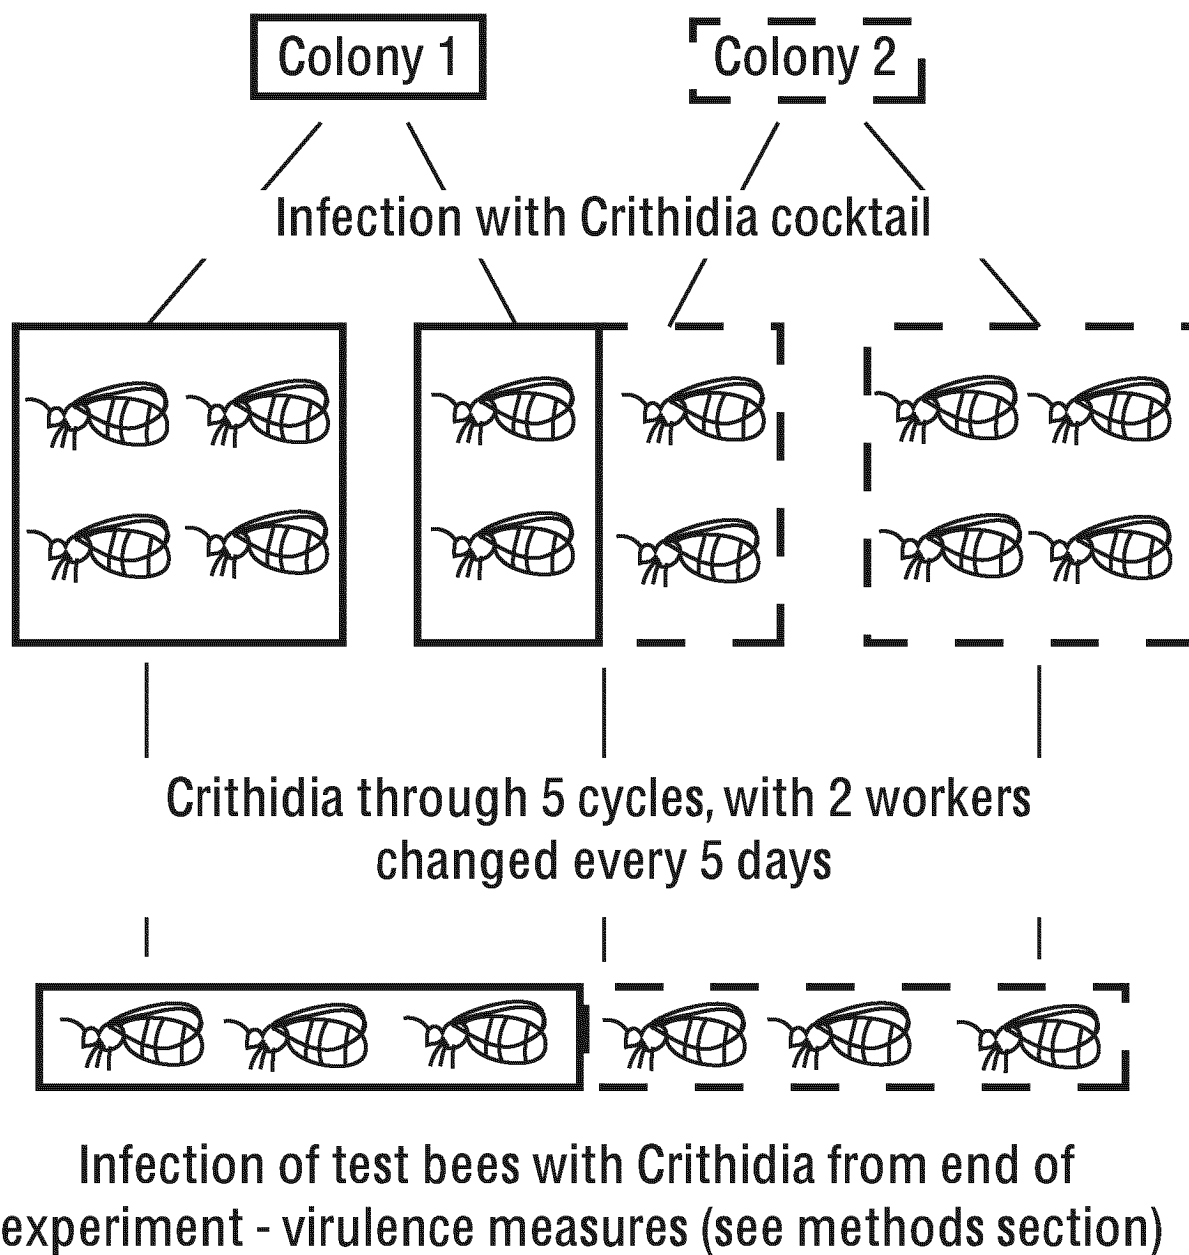 Colony 1
Colony 2
Infection with Crithidia cocktail
Crithidia through 5 cycles, with 2 workers
changed every 5 days
Infection of test bees with Crithidia from end of
experiment - virulence measures (see methods section)